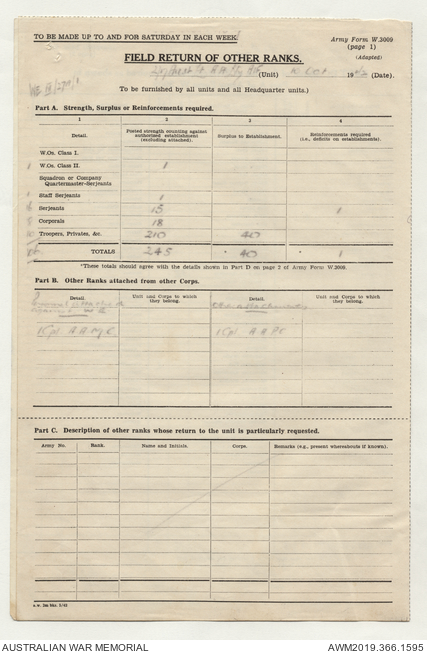 TO BE MADE UP TO AND FOR SATURDAY IN EACH WEEK
Army Form W.3009
(page 1)
(Adapted)
FIELD RETURN OF OTHER RANKS.
(Unit) 10 Oct 1942 (Date).
To be furnished by all units and all Headquarter units.)
Part A. Strength, Surplus or Reinforcements required.
1 2 3 4
Detail. Posted strength counting against authorised establishment (excluding attached). Surplus to Establishment. Reinforcements required (i.e., deficits on establishments).
W.Os. Class I.
W.Os. Class II. 1
Squadron or Company
Quartermaster-Serjeants
Staff Serjeants 1
Serjeants 15 1
Corporals 18
Troopers, Privates, &c. 210 40
TOTALS 245 * 40 * 1
*These totals should agree with the details shown in Part D on page 2 of Army Form W.3009.
Part B. Other Ranks attached from other Corps.
Detail. Unit and Corps to which they belong. Detail. Unit and Corps to which they belong.
1 Cpl A.A.M.C. 1 Cpl A A P C
Part C. Description of other ranks whose return to the unit is particularly requested.
Army No. Rank. Name and Initials. Corps. Remarks (e.g., present whereabouts if known).
AUSTRALIAN WAR MEMORIAL AWM2019.366.1595